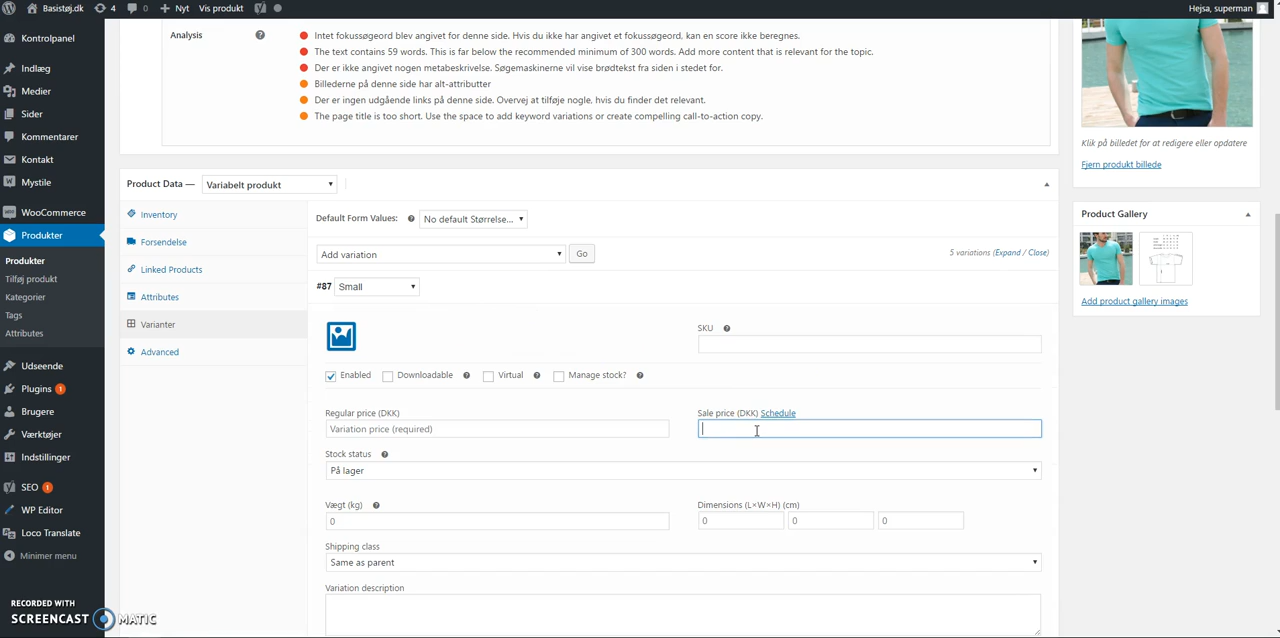 Basistøj.dk 4 0 Nyt Vis produkt Hejsa, superman
Kontrolpanel
Indlæg
Medier
Sider
Kommentarer
Kontakt
Mystile
WooCommerce
Produkter
Produkter
Tilføj produkt
Kategorier
Tags
Attributes
Udseende
Plugins 1
Brugere
Værktøjer
Indstillinger
SEO 1
WP Editor
Loco Translate
Minimer menu
Analysis
Intet fokussøgeord blev angivet for denne side. Hvis du ikke har angivet et fokussøgeord, kan en score ikke beregnes.
The text contains 59 words. This is far below the recommended minimum of 300 words. Add more content that is relevant for the topic.
Der er ikke angivet nogen metabeskrivelse. Søgemaskinerne vil vise brødtekst fra siden i stedet for.
Billederne på denne side har alt-attributter
Der er ingen udgående links på denne side. Overvej at tilføje nogle, hvis du finder det relevant.
The page title is too short. Use the space to add keyword variations or create compelling call-to-action copy.
Product Data — Variabelt produkt
Inventory
Forsendelse
Linked Products
Attributes
Varianter
Advanced
Default Form Values: ? No default Størrelse...
Add variation Go 5 variations (Expand / Close)
#87 Small
SKU ?
Enabled Downloadable ? Virtual ? Manage stock? ?
Regular price (DKK) Sale price (DKK) Schedule
Variation price (required)
Stock status ?
På lager
Vægt (kg) ? Dimensions (L×W×H) (cm)
0 0 0 0
Shipping class
Same as parent
Variation description
Klik på billedet for at redigere eller opdatere
Fjern produkt billede
Product Gallery
Add product gallery images
RECORDED WITH
SCREENCAST MATIC